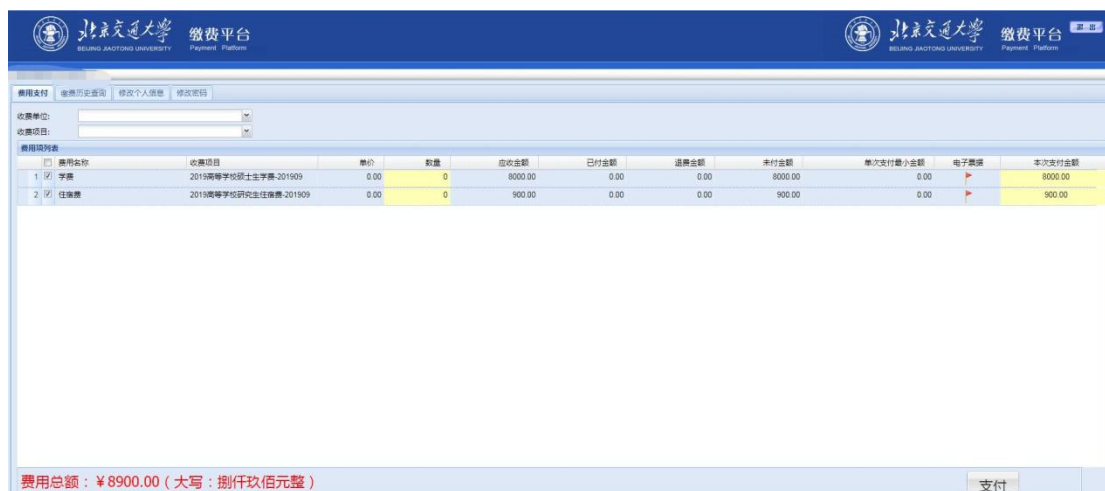 北京交通大学 缴费平台 北京交通大学 缴费平台 退 出
BEIJING JIAOTONG UNIVERSITY Payment Platform BEIJING JIAOTONG UNIVERSITY Payment Platform
费用支付 缴费历史查询 修改个人信息 修改密码
收费单位:
收费项目:
费用项列表
费用名称 收费项目 单价 数量 应收金额 已付金额 退费金额 未付金额 单次支付最小金额 电子票据 本次支付金额
1 学费 2019高等学校硕士生学费-201909 0.00 0 8000.00 0.00 0.00 8000.00 0.00 8000.00
2 住宿费 2019高等学校研究生住宿费-201909 0.00 0 900.00 0.00 0.00 900.00 0.00 900.00
费用总额：¥8900.00（大写：捌仟玖佰元整） 支付